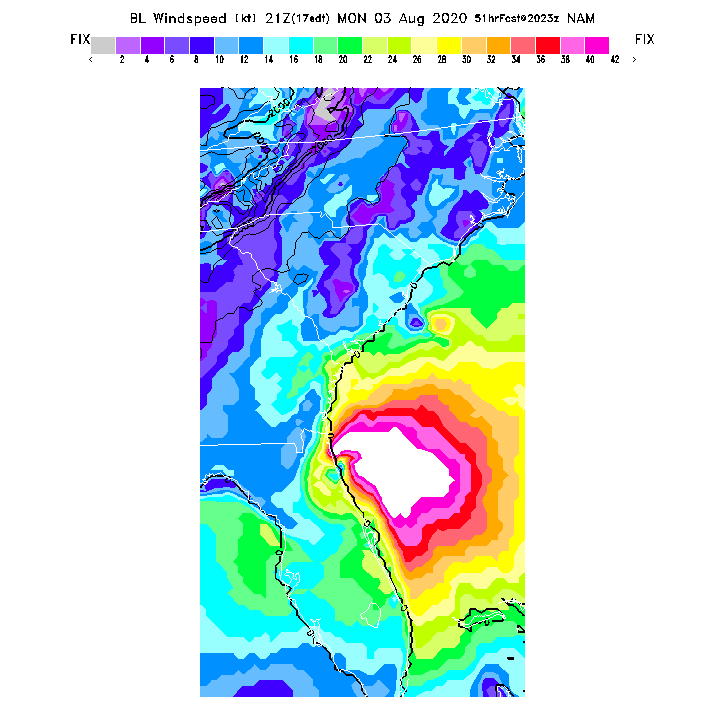 BL Windspeed [kt] 21Z(17edt) MON 03 Aug 2020 51hrFcst@2023z NAM
FIX FIX
< 2 4 6 8 10 12 14 16 18 20 22 24 26 28 30 32 34 36 38 40 42 >
2000